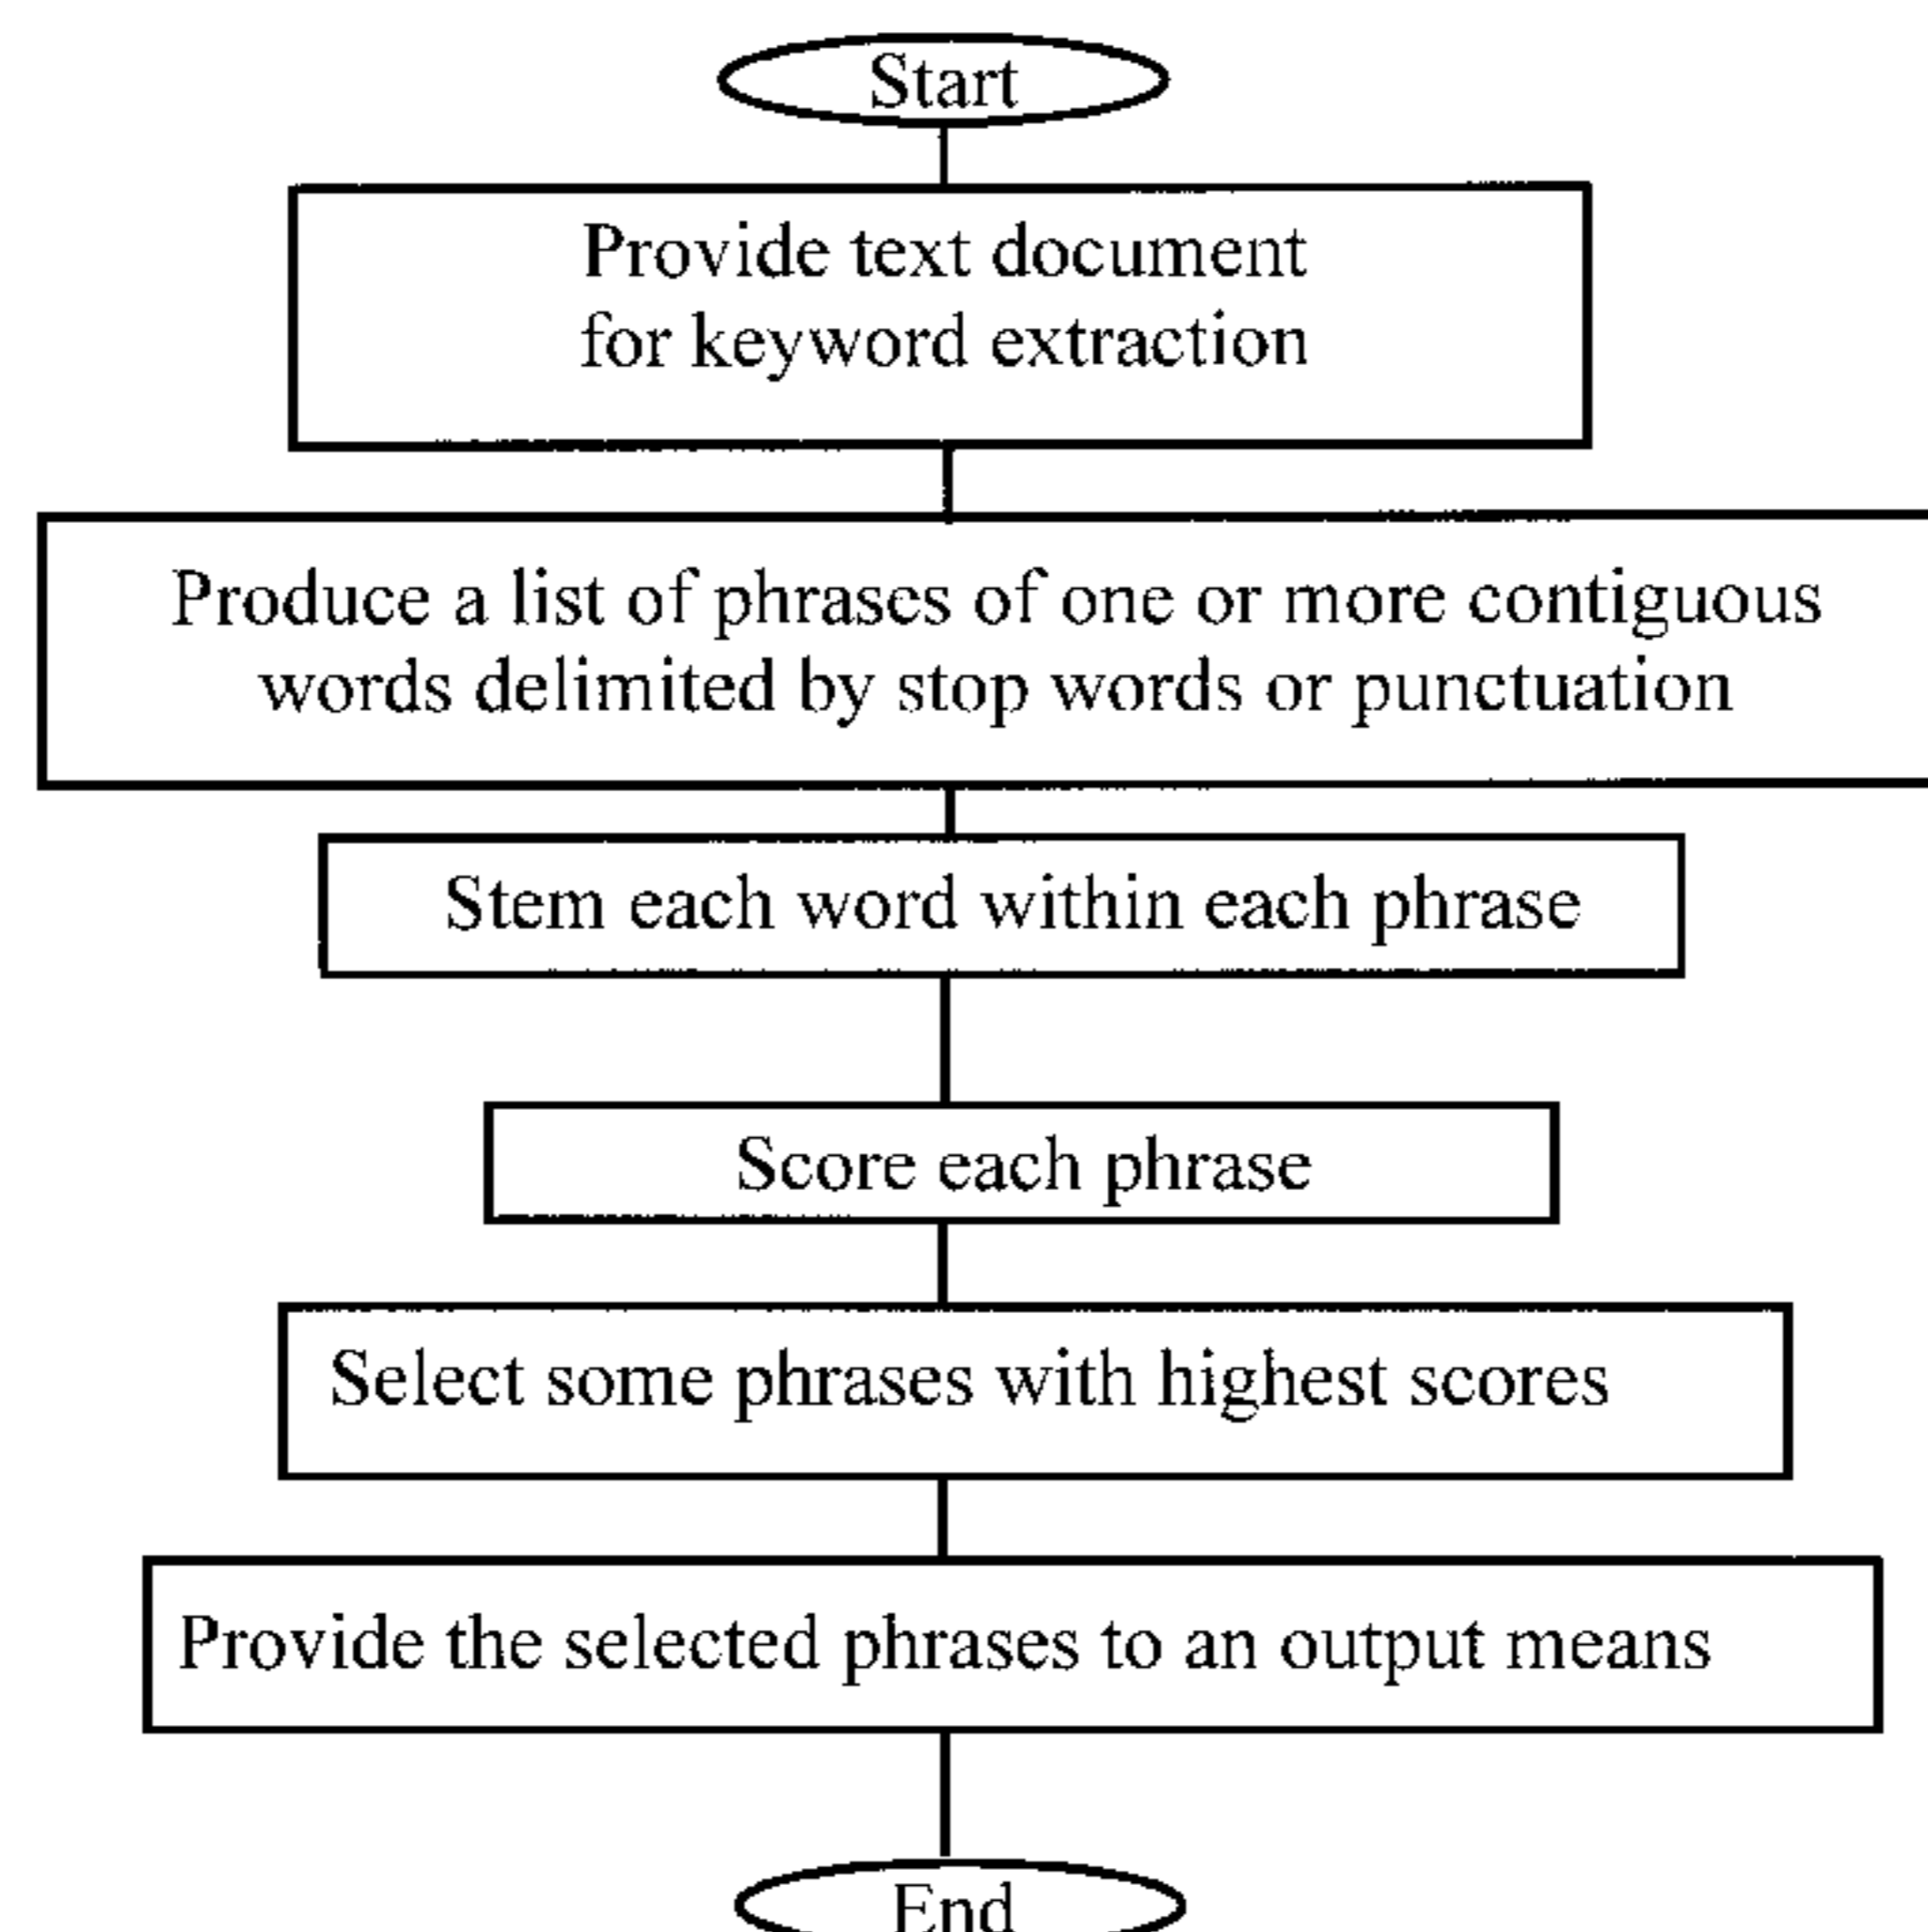 Start
Provide text document
for keyword extraction
Produce a list of phrases of one or more contiguous
words delimited by stop words or punctuation
Stem each word within each phrase
Score each phrase
Select some phrases with highest scores
Provide the selected phrases to an output means
End